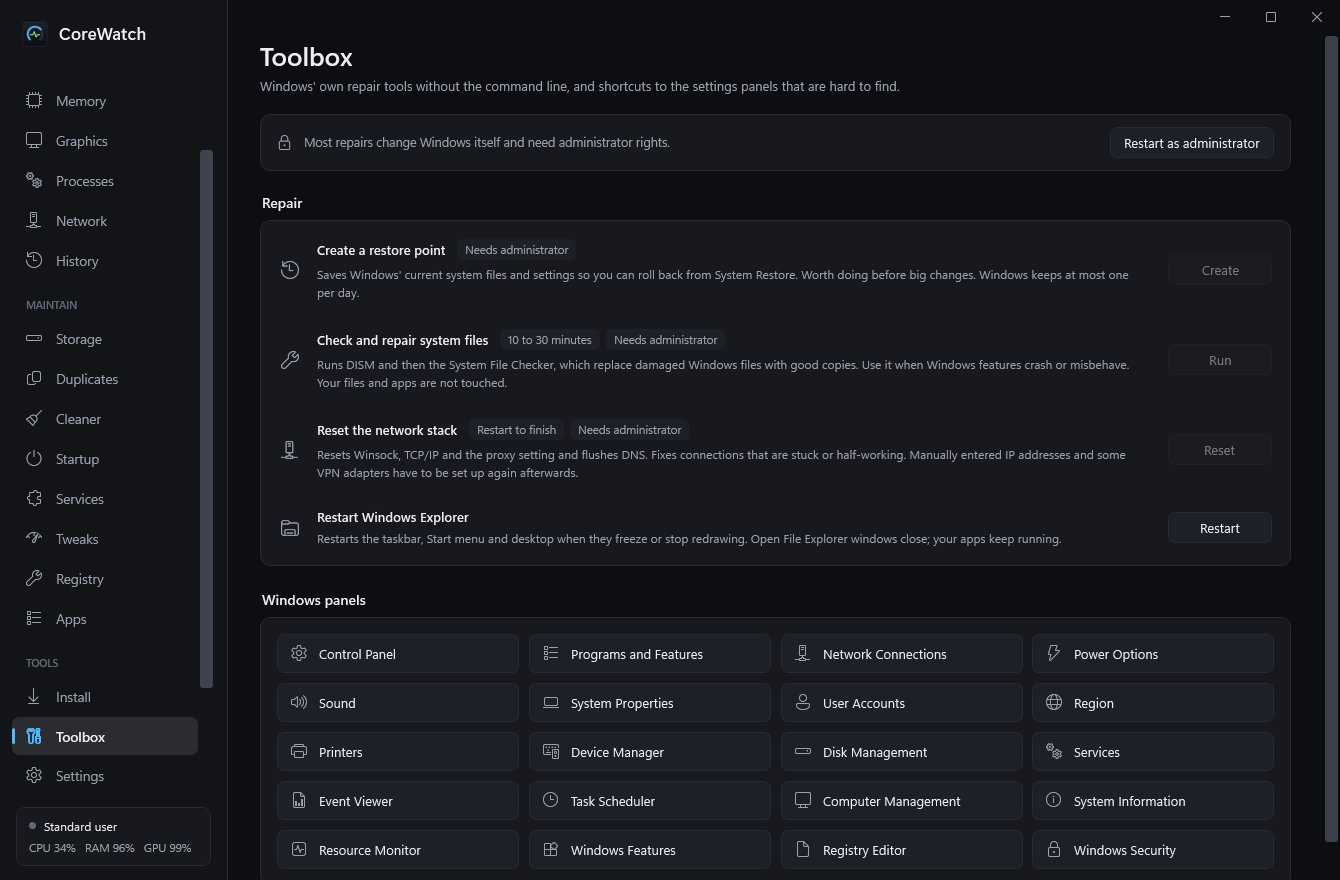 CoreWatch
Memory
Graphics
Processes
Network
History
MAINTAIN
Storage
Duplicates
Cleaner
Startup
Services
Tweaks
Registry
Apps
TOOLS
Install
Toolbox
Settings
Standard user
CPU 34% RAM 96% GPU 99%
Toolbox
Windows' own repair tools without the command line, and shortcuts to the settings panels that are hard to find.
Most repairs change Windows itself and need administrator rights.
Restart as administrator
Repair
Create a restore point Needs administrator
Saves Windows' current system files and settings so you can roll back from System Restore. Worth doing before big changes. Windows keeps at most one
per day.
Create
Check and repair system files 10 to 30 minutes Needs administrator
Runs DISM and then the System File Checker, which replace damaged Windows files with good copies. Use it when Windows features crash or misbehave.
Your files and apps are not touched.
Run
Reset the network stack Restart to finish Needs administrator
Resets Winsock, TCP/IP and the proxy setting and flushes DNS. Fixes connections that are stuck or half-working. Manually entered IP addresses and some
VPN adapters have to be set up again afterwards.
Reset
Restart Windows Explorer
Restarts the taskbar, Start menu and desktop when they freeze or stop redrawing. Open File Explorer windows close; your apps keep running.
Restart
Windows panels
Control Panel Programs and Features Network Connections Power Options
Sound System Properties User Accounts Region
Printers Device Manager Disk Management Services
Event Viewer Task Scheduler Computer Management System Information
Resource Monitor Windows Features Registry Editor Windows Security